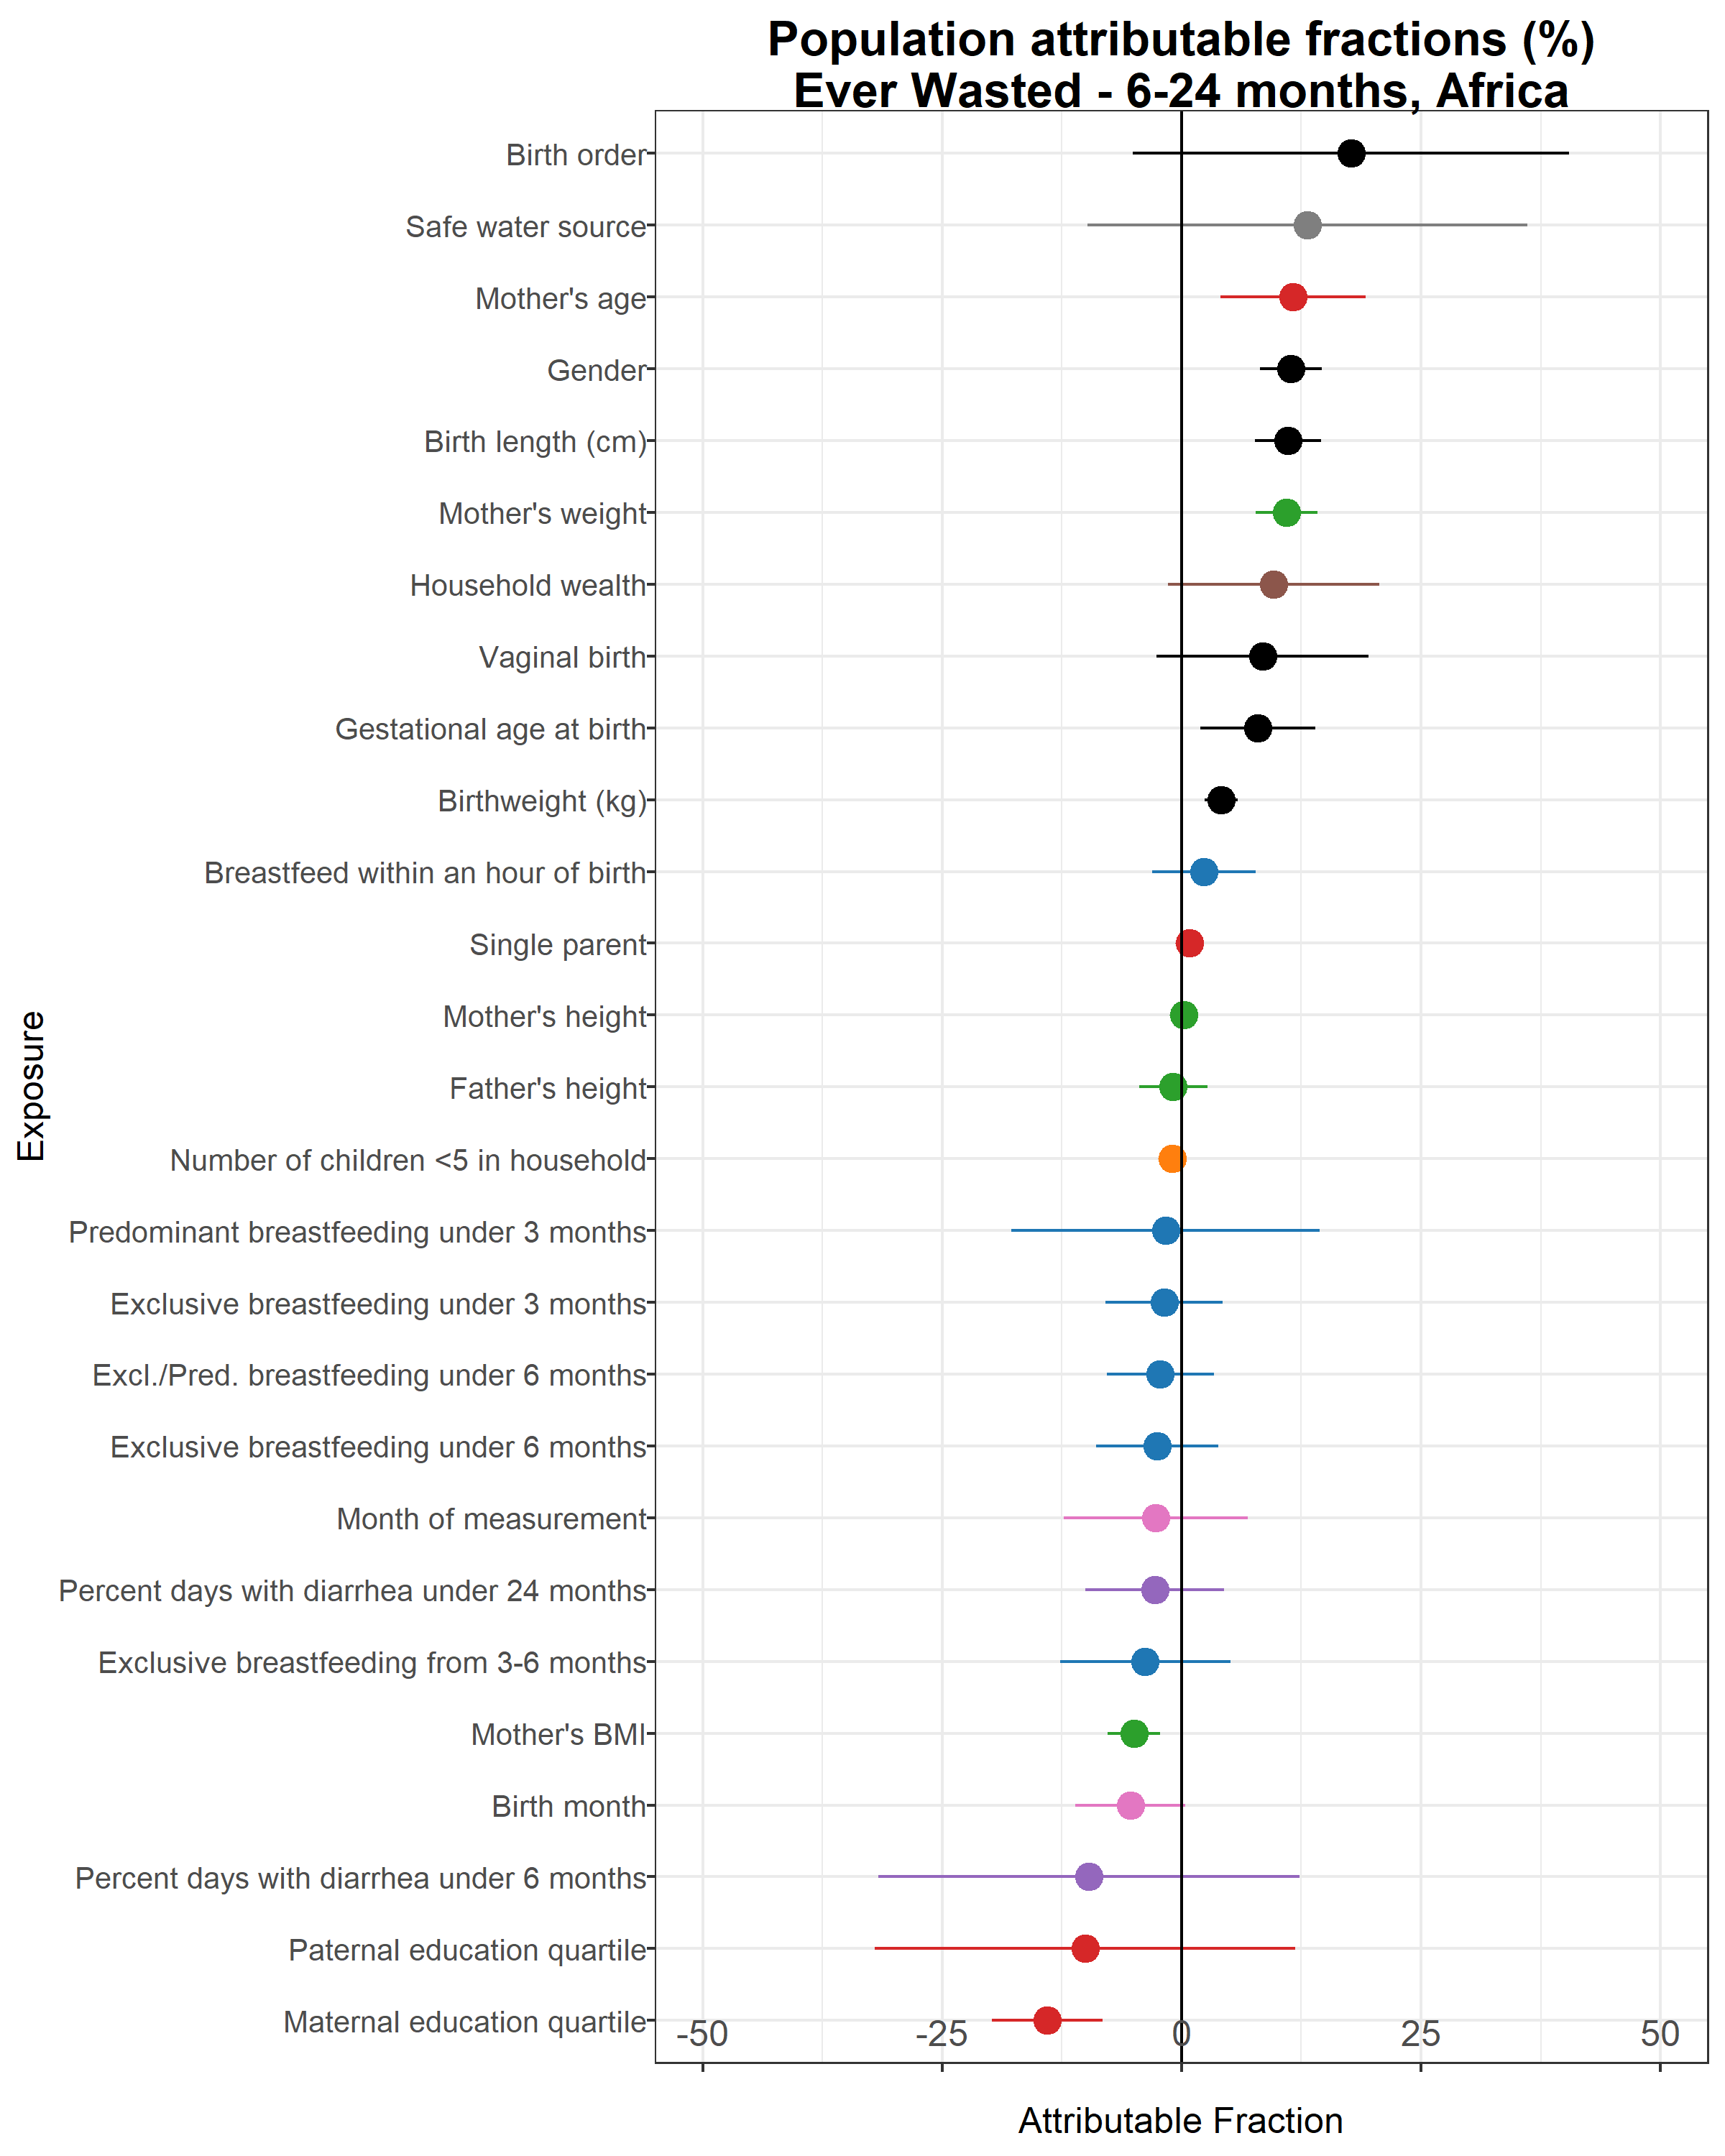 Population attributable fractions (%)
Ever Wasted - 6-24 months, Africa
Birth order
Safe water source
Mother's age
Gender
Birth length (cm)
Mother's weight
Household wealth
Vaginal birth
Gestational age at birth
Birthweight (kg)
Breastfeed within an hour of birth
Single parent
Mother's height
Father's height
Number of children <5 in household
Predominant breastfeeding under 3 months
Exclusive breastfeeding under 3 months
Excl./Pred. breastfeeding under 6 months
Exclusive breastfeeding under 6 months
Month of measurement
Percent days with diarrhea under 24 months
Exclusive breastfeeding from 3-6 months
Mother's BMI
Birth month
Percent days with diarrhea under 6 months
Paternal education quartile
Maternal education quartile
Exposure
-50 -25 0 25 50
Attributable Fraction